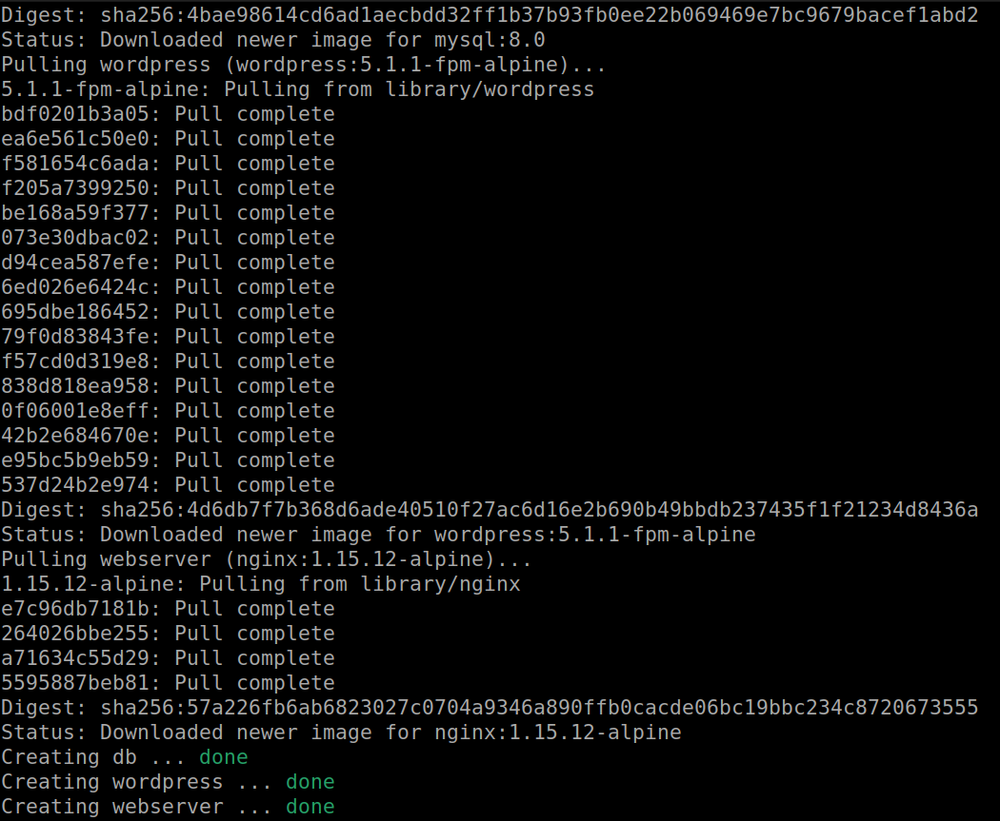 Digest: sha256:4bae98614cd6ad1aecbdd32ff1b37b93fb0ee22b069469e7bc9679bacef1abd2
Status: Downloaded newer image for mysql:8.0
Pulling wordpress (wordpress:5.1.1-fpm-alpine)...
5.1.1-fpm-alpine: Pulling from library/wordpress
bdf0201b3a05: Pull complete
ea6e561c50e0: Pull complete
f581654c6ada: Pull complete
f205a7399250: Pull complete
be168a59f377: Pull complete
073e30dbac02: Pull complete
d94cea587efe: Pull complete
6ed026e6424c: Pull complete
695dbe186452: Pull complete
79f0d83843fe: Pull complete
f57cd0d319e8: Pull complete
838d818ea958: Pull complete
0f06001e8eff: Pull complete
42b2e684670e: Pull complete
e95bc5b9eb59: Pull complete
537d24b2e974: Pull complete
Digest: sha256:4d6db7f7b368d6ade40510f27ac6d16e2b690b49bbdb237435f1f21234d8436a
Status: Downloaded newer image for wordpress:5.1.1-fpm-alpine
Pulling webserver (nginx:1.15.12-alpine)...
1.15.12-alpine: Pulling from library/nginx
e7c96db7181b: Pull complete
264026bbe255: Pull complete
a71634c55d29: Pull complete
5595887beb81: Pull complete
Digest: sha256:57a226fb6ab6823027c0704a9346a890ffb0cacde06bc19bbc234c8720673555
Status: Downloaded newer image for nginx:1.15.12-alpine
Creating db ... done
Creating wordpress ... done
Creating webserver ... done